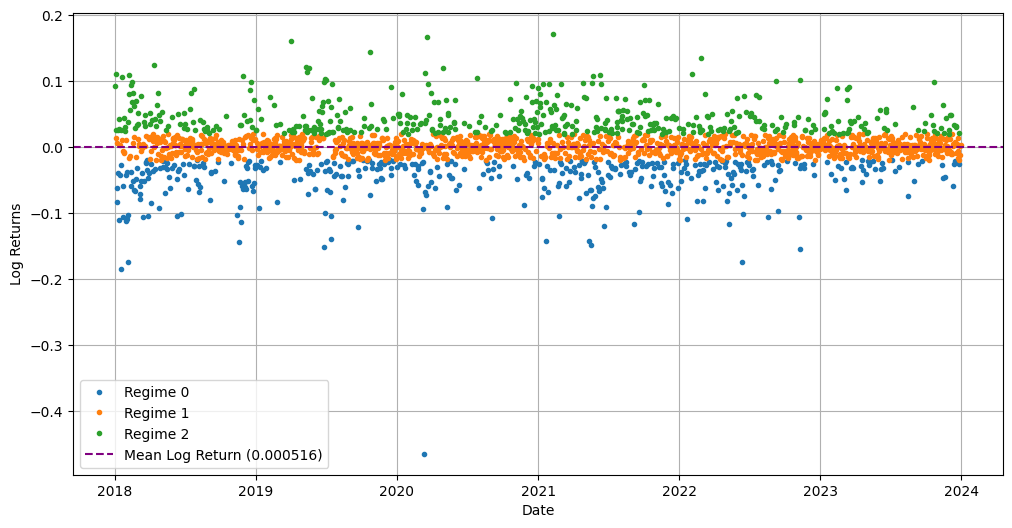 0.2
0.1
0.0
−0.1
−0.2
−0.3
−0.4
Log Returns
Regime 0
Regime 1
Regime 2
Mean Log Return (0.000516)
2018
2019
2020
2021
2022
2023
2024
Date